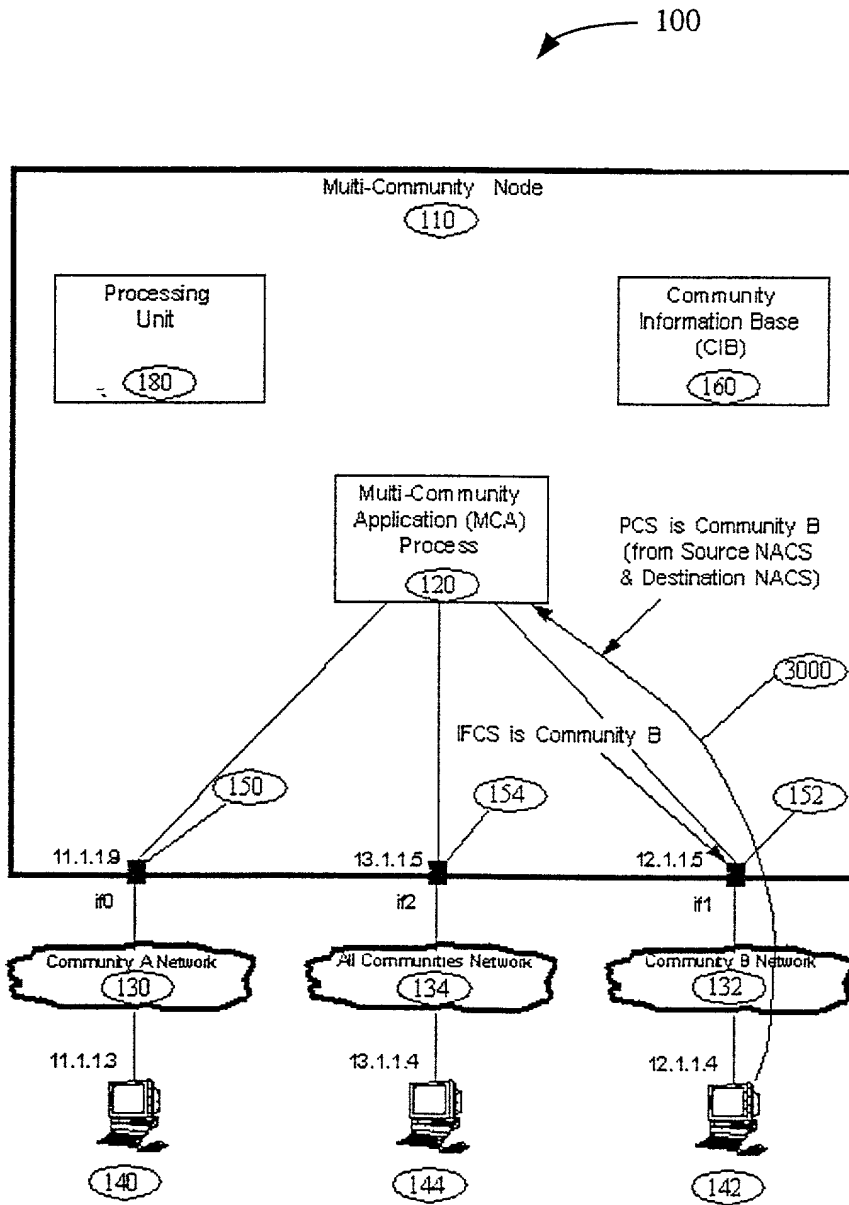 100
Multi-Community Node
110
Processing
Unit
180
Community
Information Base
(CIB)
160
Multi-Community
Application (MCA)
Process
120
PCS is Community B
(from Source NACS
& Destination NACS)
3000
IFCS is Community B
150
154
152
11.1.1.9
13.1.1.5
12.1.1.5
if0
if2
if1
Community A Network
130
All Communities Network
134
Community B Network
132
11.1.1.3
13.1.1.4
12.1.1.4
140
144
142